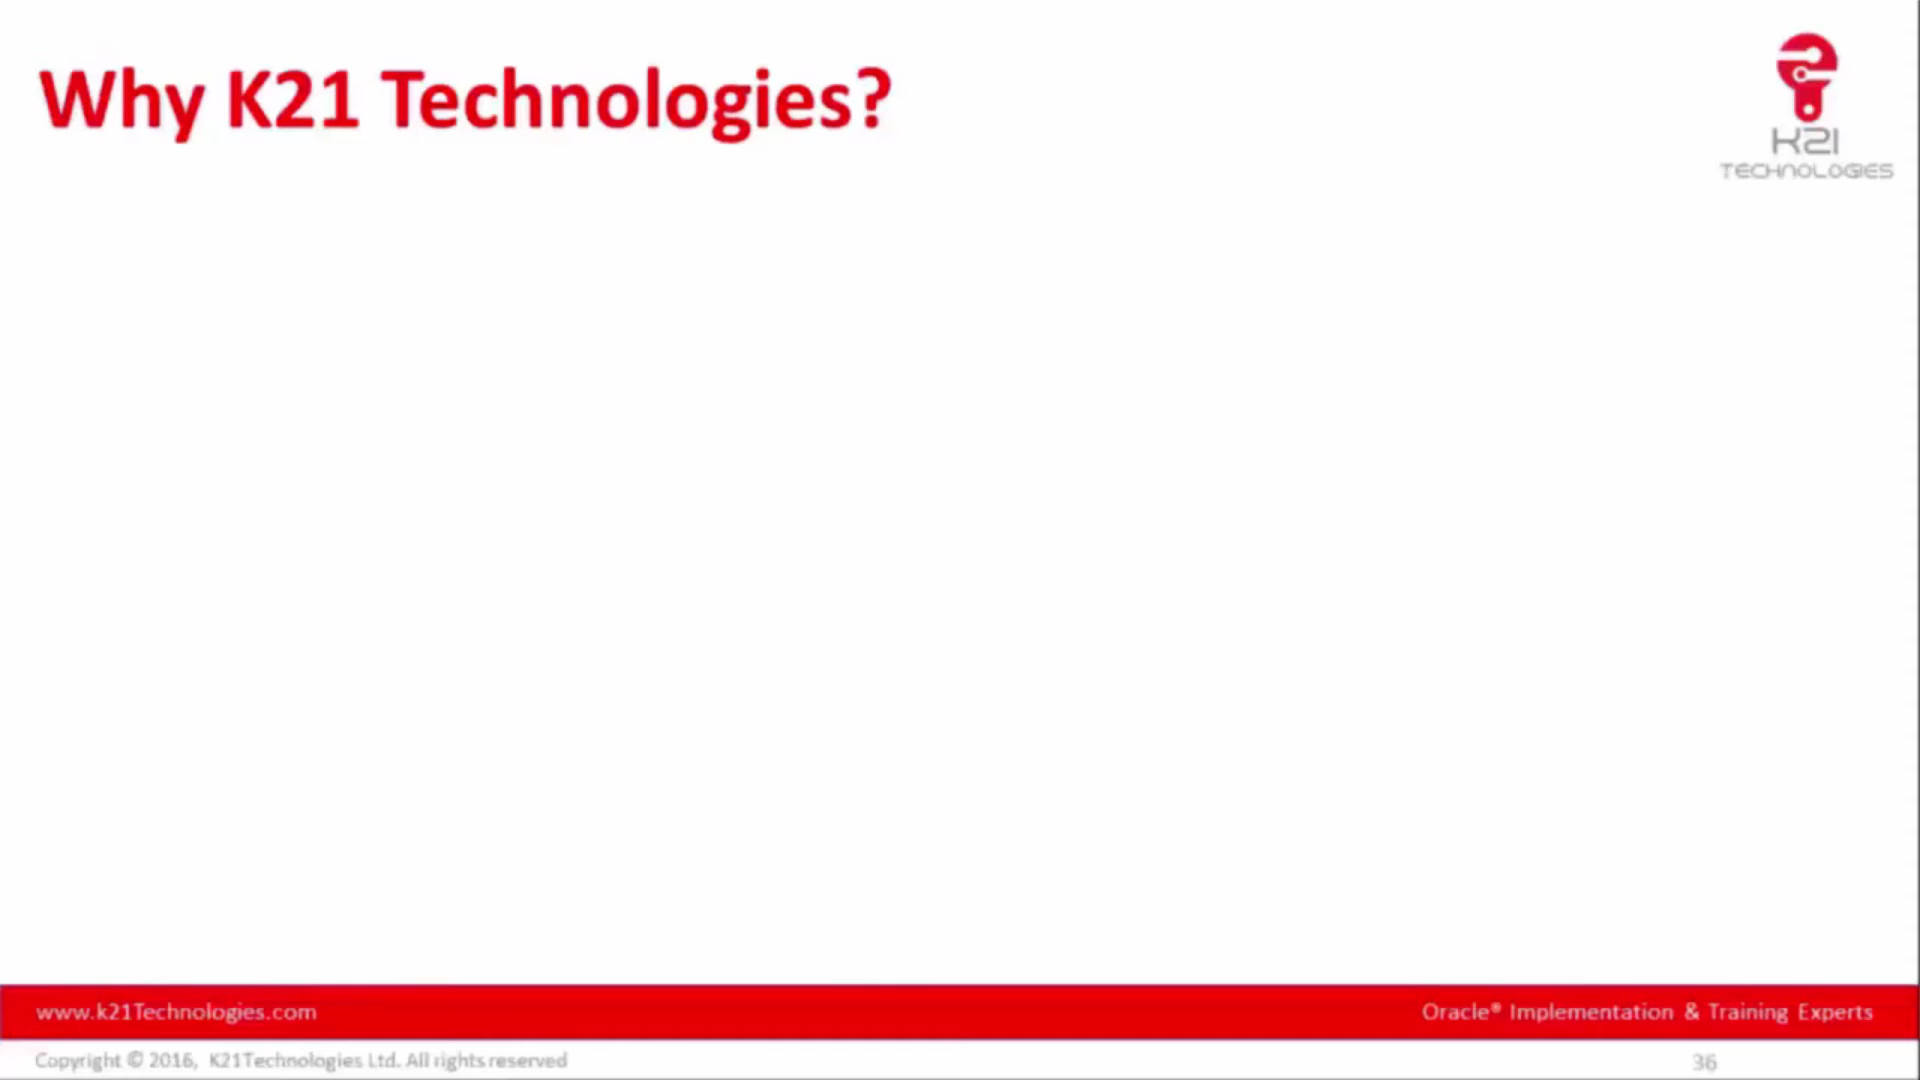 Why K21 Technologies?
K21
TECHNOLOGIES
www.k21Technologies.com
Oracle® Implementation & Training Experts
Copyright © 2016, K21Technologies Ltd. All rights reserved
36